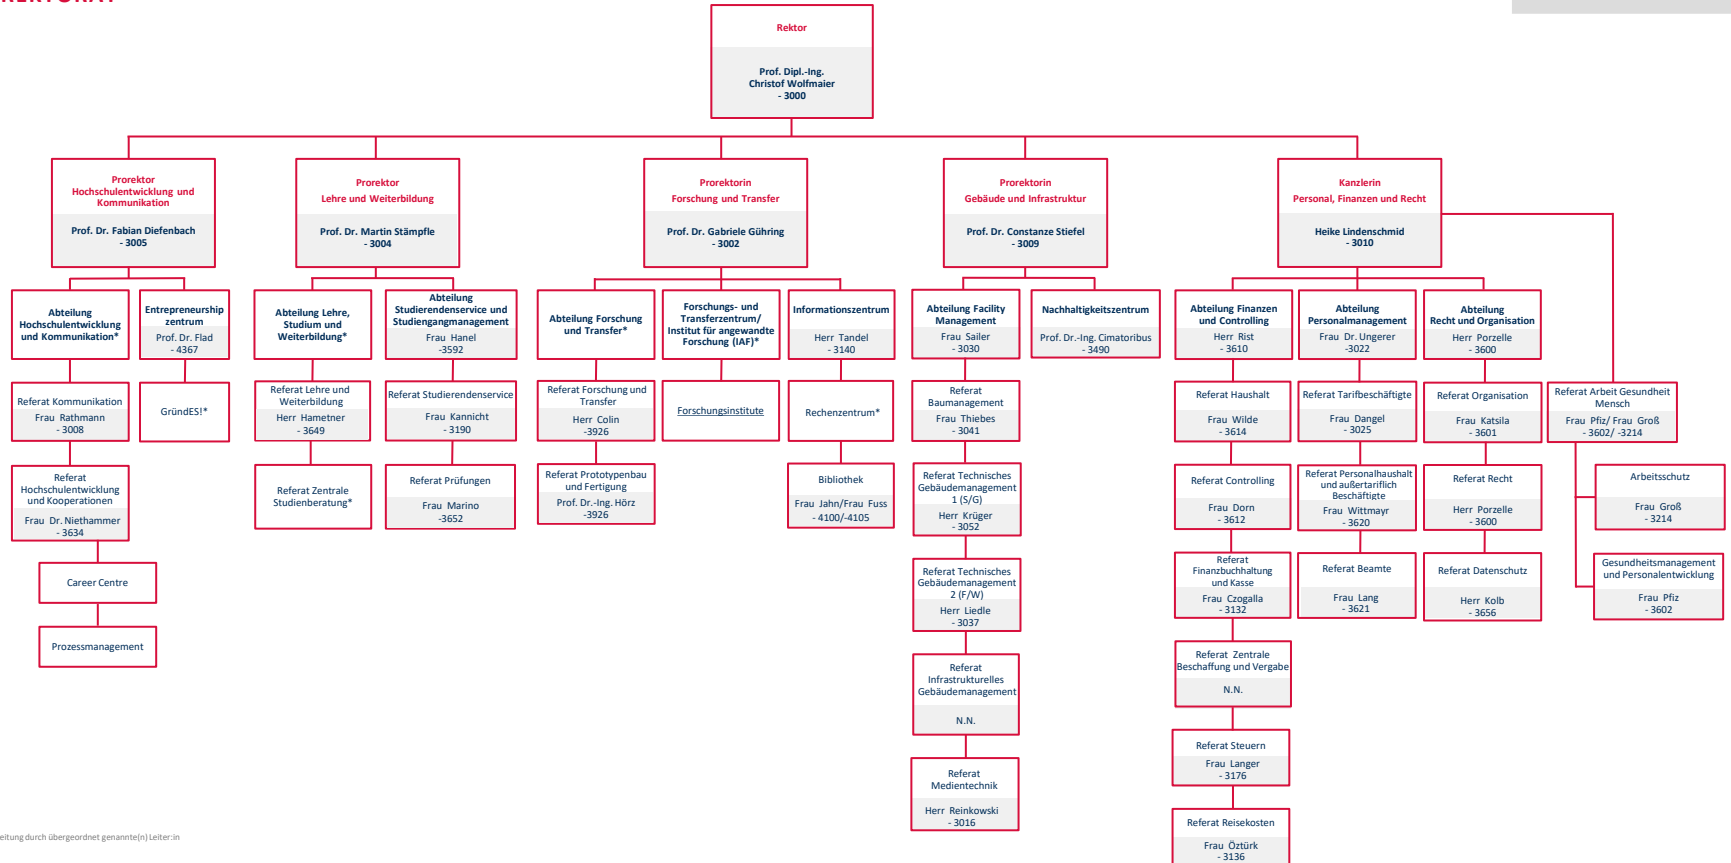 REKTORAT
Rektor
Prof. Dipl.-Ing.
Christof Wolfmaier
- 3000
Prorektor
Hochschulentwicklung und
Kommunikation
Prof. Dr. Fabian Diefenbach
- 3005
Prorektor
Lehre und Weiterbildung
Prof. Dr. Martin Stämpfle
- 3004
Prorektorin
Forschung und Transfer
Prof. Dr. Gabriele Gühring
- 3002
Prorektorin
Gebäude und Infrastruktur
Prof. Dr. Constanze Stiefel
- 3009
Kanzlerin
Personal, Finanzen und Recht
Heike Lindenschmid
- 3010
Abteilung
Hochschulentwicklung
und Kommunikation*
Entrepreneurship
zentrum
Prof. Dr. Flad
- 4367
Abteilung Lehre,
Studium und
Weiterbildung*
Abteilung
Studierendenservice und
Studiengangmanagement
Frau Hanel
-3592
Abteilung Forschung
und Transfer*
Forschungs- und
Transferzentrum/
Institut für angewandte
Forschung (IAF)*
Informationszentrum
Herr Tandel
- 3140
Abteilung Facility
Management
Frau Sailer
- 3030
Nachhaltigkeitszentrum
Prof. Dr.-Ing. Cimatoribus
- 3490
Abteilung Finanzen
und Controlling
Herr Rist
- 3610
Abteilung
Personalmanagement
Frau Dr. Ungerer
-3022
Abteilung
Recht und Organisation
Herr Porzelle
- 3600
Referat Kommunikation
Frau Rathmann
- 3008
GründES!*
Referat Lehre und
Weiterbildung
Herr Hametner
- 3649
Referat Studierendenservice
Frau Kannicht
- 3190
Referat Forschung und
Transfer
Herr Colin
-3926
Forschungsinstitute
Rechenzentrum*
Referat
Baumanagement
Frau Thiebes
- 3041
Referat Haushalt
Frau Wilde
- 3614
Referat Tarifbeschäftigte
Frau Dangel
- 3025
Referat Organisation
Frau Katsila
- 3601
Referat Arbeit Gesundheit
Mensch
Frau Pfiz/ Frau Groß
- 3602/ -3214
Referat
Hochschulentwicklung
und Kooperationen
Frau Dr. Niethammer
- 3634
Referat Zentrale
Studienberatung*
Referat Prüfungen
Frau Marino
-3652
Referat Prototypenbau
und Fertigung
Prof. Dr.-Ing. Hörz
-3926
Bibliothek
Frau Jahn/Frau Fuss
- 4100/-4105
Referat Technisches
Gebäudemanagement
1 (S/G)
Herr Krüger
- 3052
Referat Controlling
Frau Dorn
- 3612
Referat Personalhaushalt
und außertariflich
Beschäftigte
Frau Wittmayr
- 3620
Referat Recht
Herr Porzelle
- 3600
Arbeitsschutz
Frau Groß
- 3214
Career Centre
Referat Technisches
Gebäudemanagement
2 (F/W)
Herr Liedle
- 3037
Referat
Finanzbuchhaltung
und Kasse
Frau Czogalla
- 3132
Referat Beamte
Frau Lang
- 3621
Referat Datenschutz
Herr Kolb
- 3656
Gesundheitsmanagement
und Personalentwicklung
Frau Pfiz
- 3602
Prozessmanagement
Referat
Infrastrukturelles
Gebäudemanagement
N.N.
Referat Zentrale
Beschaffung und Vergabe
N.N.
Referat
Medientechnik
Herr Reinkowski
- 3016
Referat Steuern
Frau Langer
- 3176
Referat Reisekosten
Frau Öztürk
- 3136
eitung durch übergeordnet genannte(n) Leiter:in